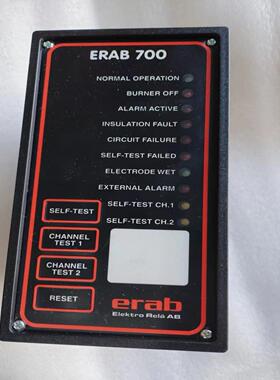 ERAB 700
NORMAL OPERATION
BURNER OFF
ALARM ACTIVE
INSULATION FAULT
CIRCUIT FAILURE
SELF-TEST FAILED
ELECTRODE WET
EXTERNAL ALARM
SELF-TEST CH.1
SELF-TEST CH.2
SELF-TEST
CHANNEL
TEST 1
CHANNEL
TEST 2
RESET
erab
Elektro Relä AB